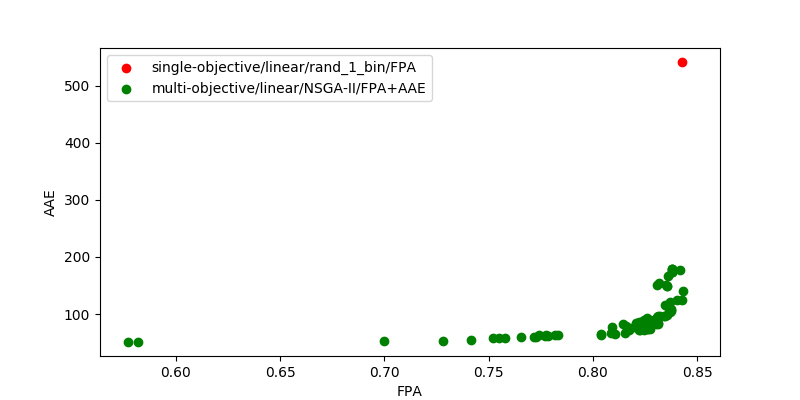 single-objective/linear/rand_1_bin/FPA
multi-objective/linear/NSGA-II/FPA+AAE
500
400
300
200
100
AAE
0.60 0.65 0.70 0.75 0.80 0.85
FPA